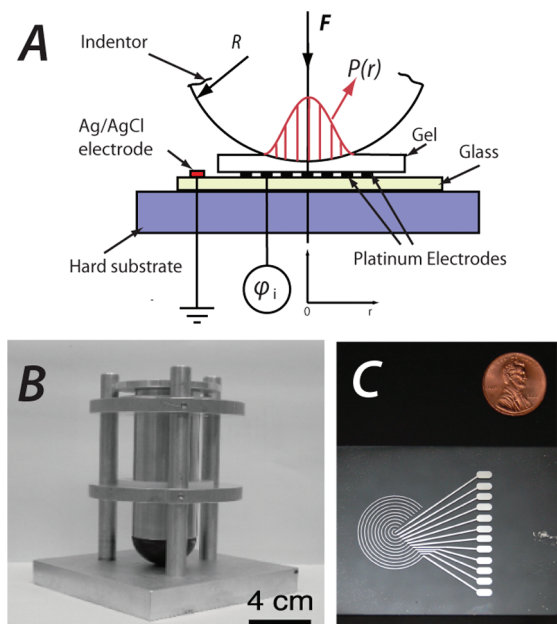 A
Indentor
R
F
P(r)
Ag/AgCl
electrode
Gel
Glass
Hard substrate
Platinum Electrodes
φi
0
r
B
4 cm
C